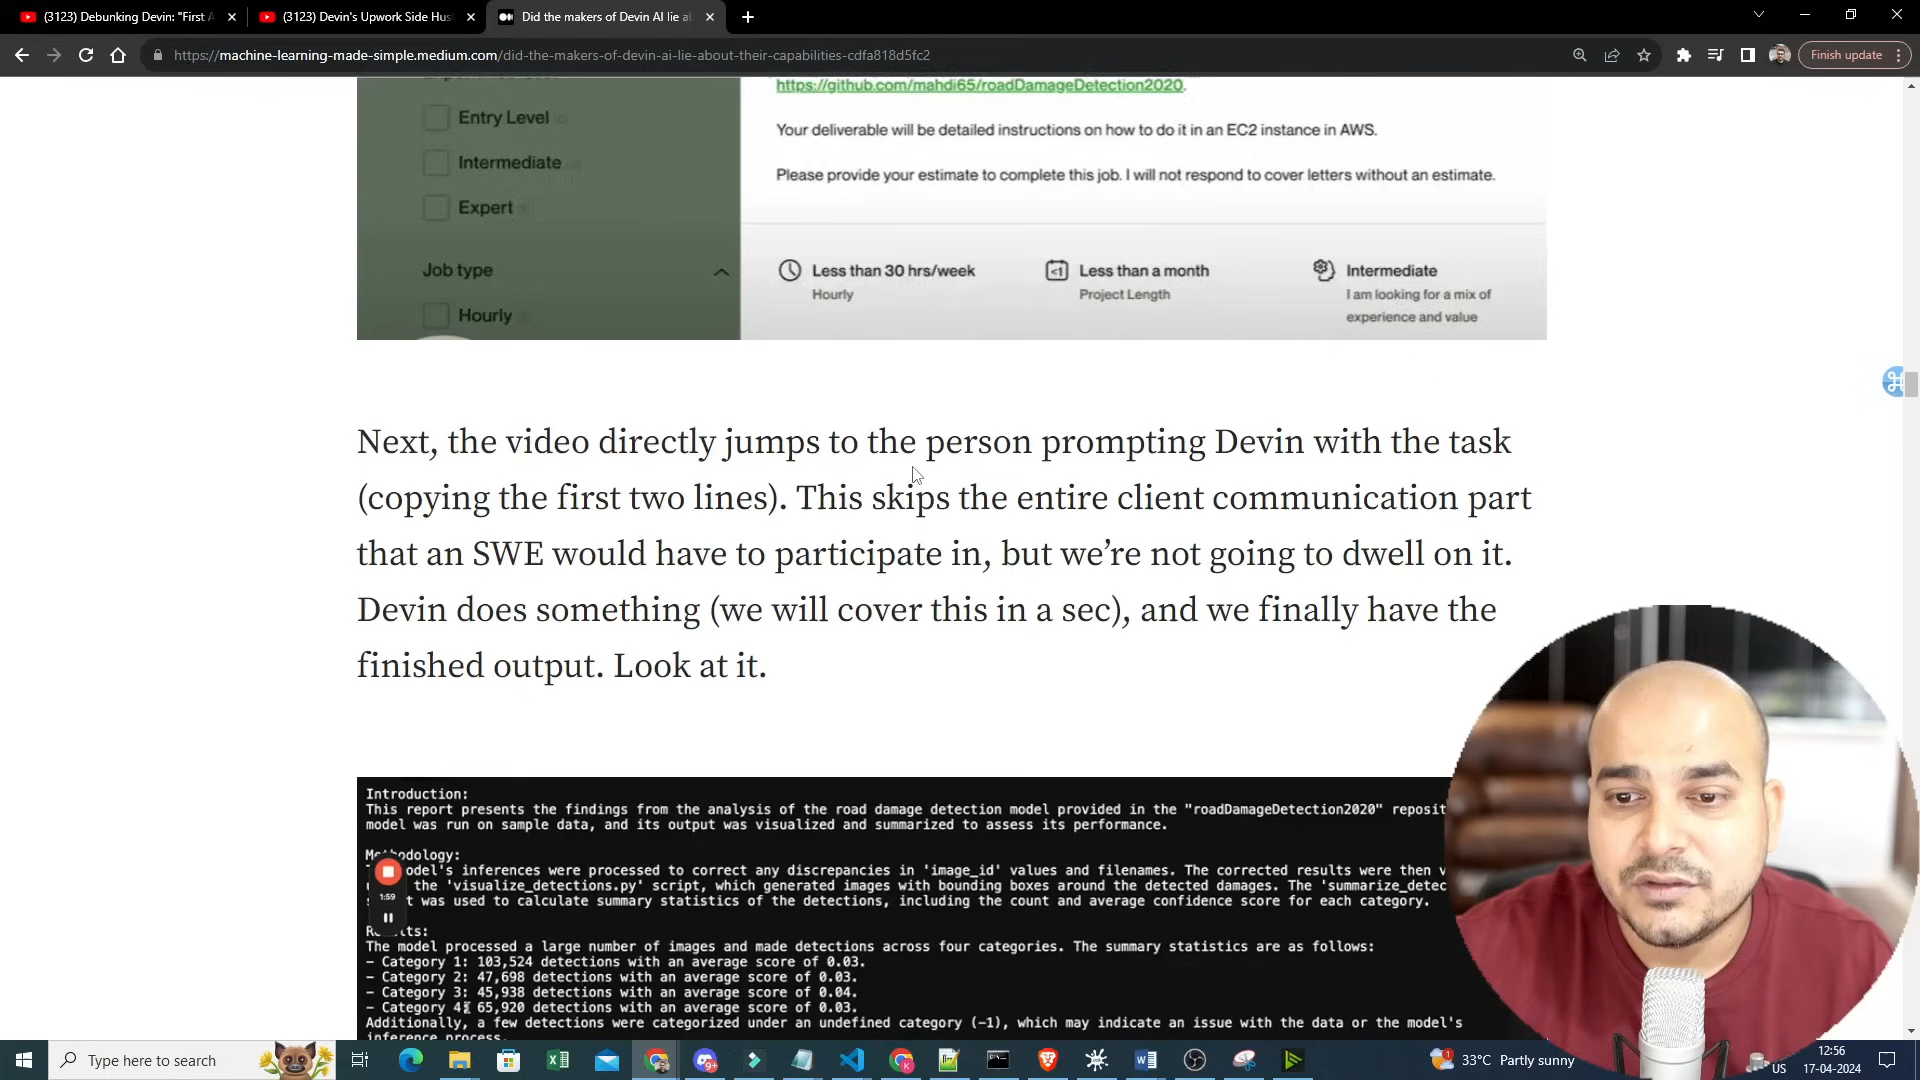 (3123) Debunking Devin: "First A
(3123) Devin's Upwork Side Hus
Did the makers of Devin AI lie a
https://machine-learning-made-simple.medium.com/did-the-makers-of-devin-ai-lie-about-their-capabilities-cdfa818d5fc2
Finish update
https://github.com/mahdi65/roadDamageDetection2020.
Entry Level
Your deliverable will be detailed instructions on how to do it in an EC2 instance in AWS.
Intermediate
Please provide your estimate to complete this job. I will not respond to cover letters without an estimate.
Expert
Job type
Less than 30 hrs/week
Hourly
<1
Less than a month
Project Length
Intermediate
I am looking for a mix of
experience and value
Hourly
Next, the video directly jumps to the person prompting Devin with the task
(copying the first two lines). This skips the entire client communication part
that an SWE would have to participate in, but we’re not going to dwell on it.
Devin does something (we will cover this in a sec), and we finally have the
finished output. Look at it.
Introduction:
This report presents the findings from the analysis of the road damage detection model provided in the "roadDamageDetection2020" reposit
model was run on sample data, and its output was visualized and summarized to assess its performance.
Methodology:
odel's inferences were processed to correct any discrepancies in 'image_id' values and filenames. The corrected results were then v
the 'visualize_detections.py' script, which generated images with bounding boxes around the detected damages. The 'summarize_detec
t was used to calculate summary statistics of the detections, including the count and average confidence score for each category.
1:59
Results:
The model processed a large number of images and made detections across four categories. The summary statistics are as follows:
- Category 1: 103,524 detections with an average score of 0.03.
- Category 2: 47,698 detections with an average score of 0.03.
- Category 3: 45,938 detections with an average score of 0.04.
- Category 4: 65,920 detections with an average score of 0.03.
Additionally, a few detections were categorized under an undefined category (-1), which may indicate an issue with the data or the model's
inference process.
Type here to search
9+
33°C Partly sunny
US
12:56
17-04-2024